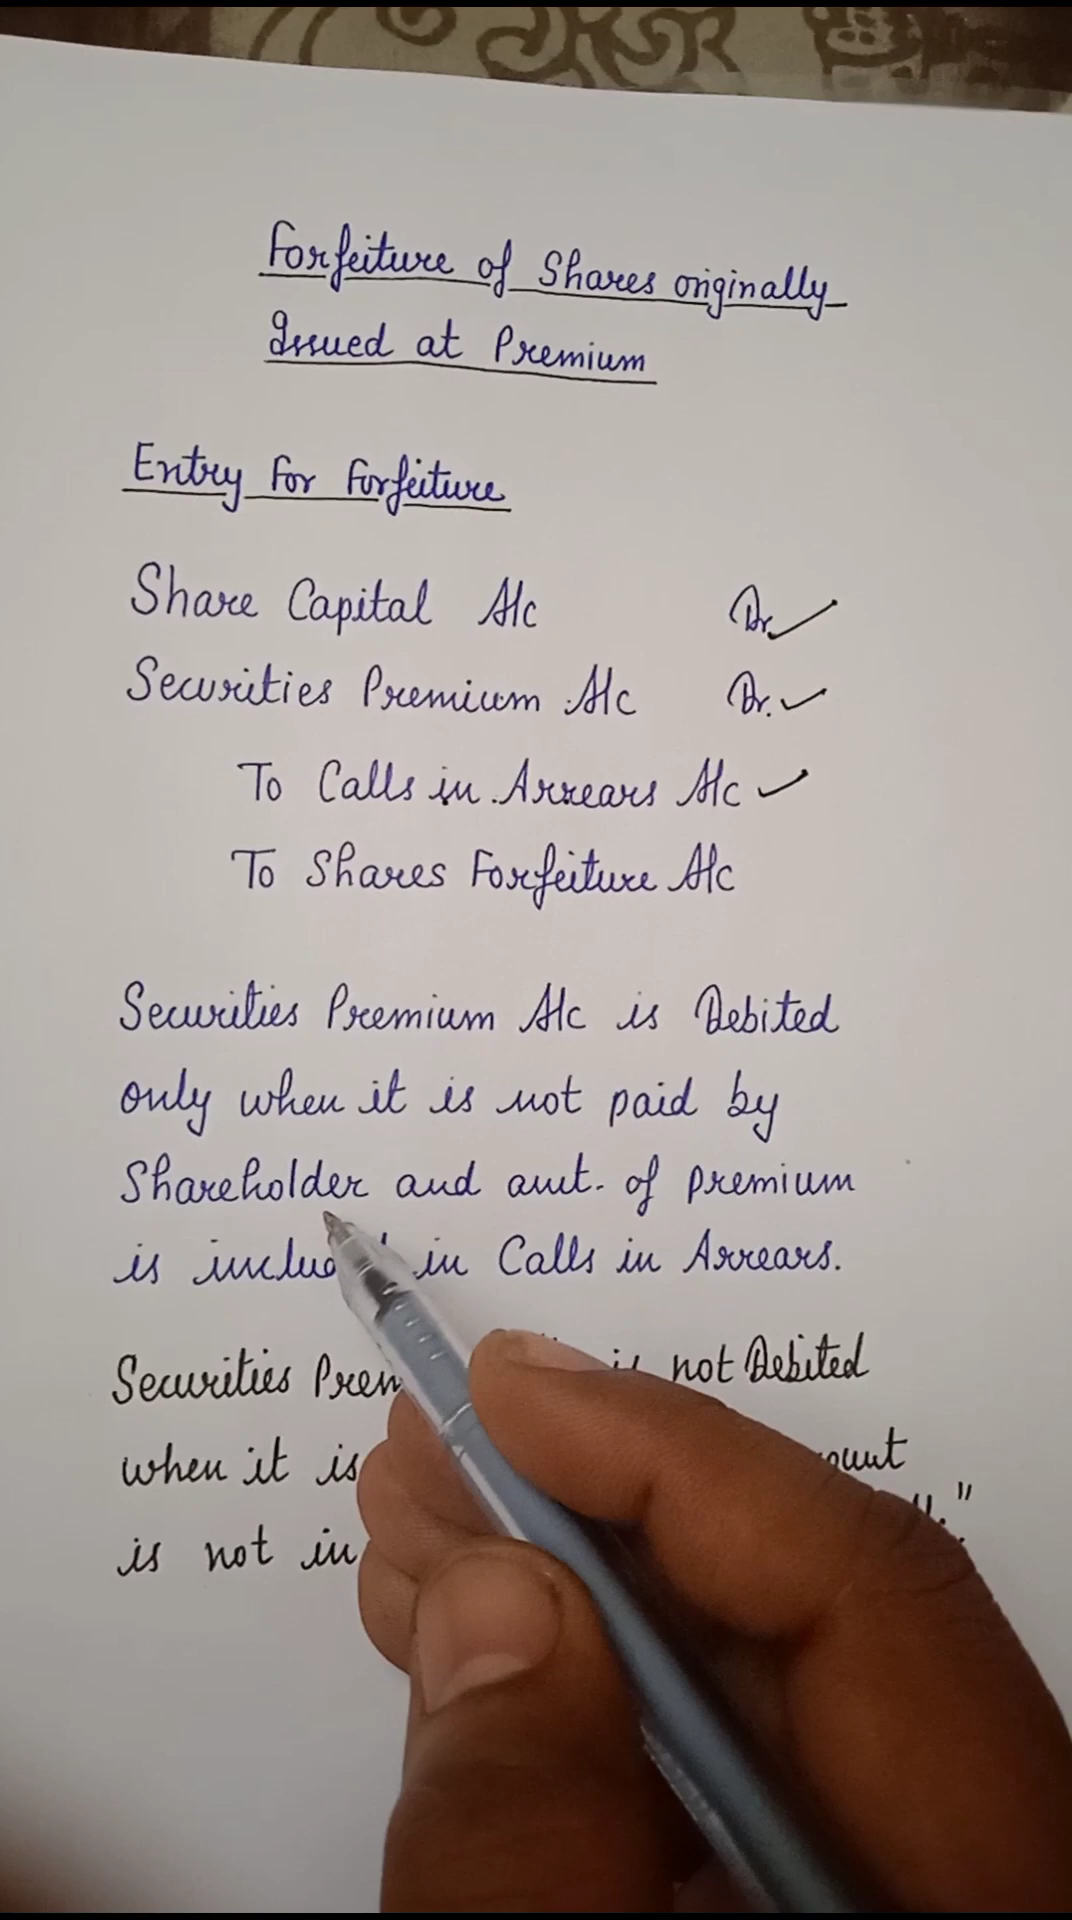 Forfeiture of Shares originally
Issued at Premium
Entry For Forfeiture
Share Capital A/c Dr.
Securities Premium A/c Dr.
To Calls in Arrears A/c
To Shares Forfeiture A/c
Securities Premium A/c is Debited
only when it is not paid by
Shareholder and amt. of premium
is in Calls in Arrears.
Securities is not Debited
when it is
is not